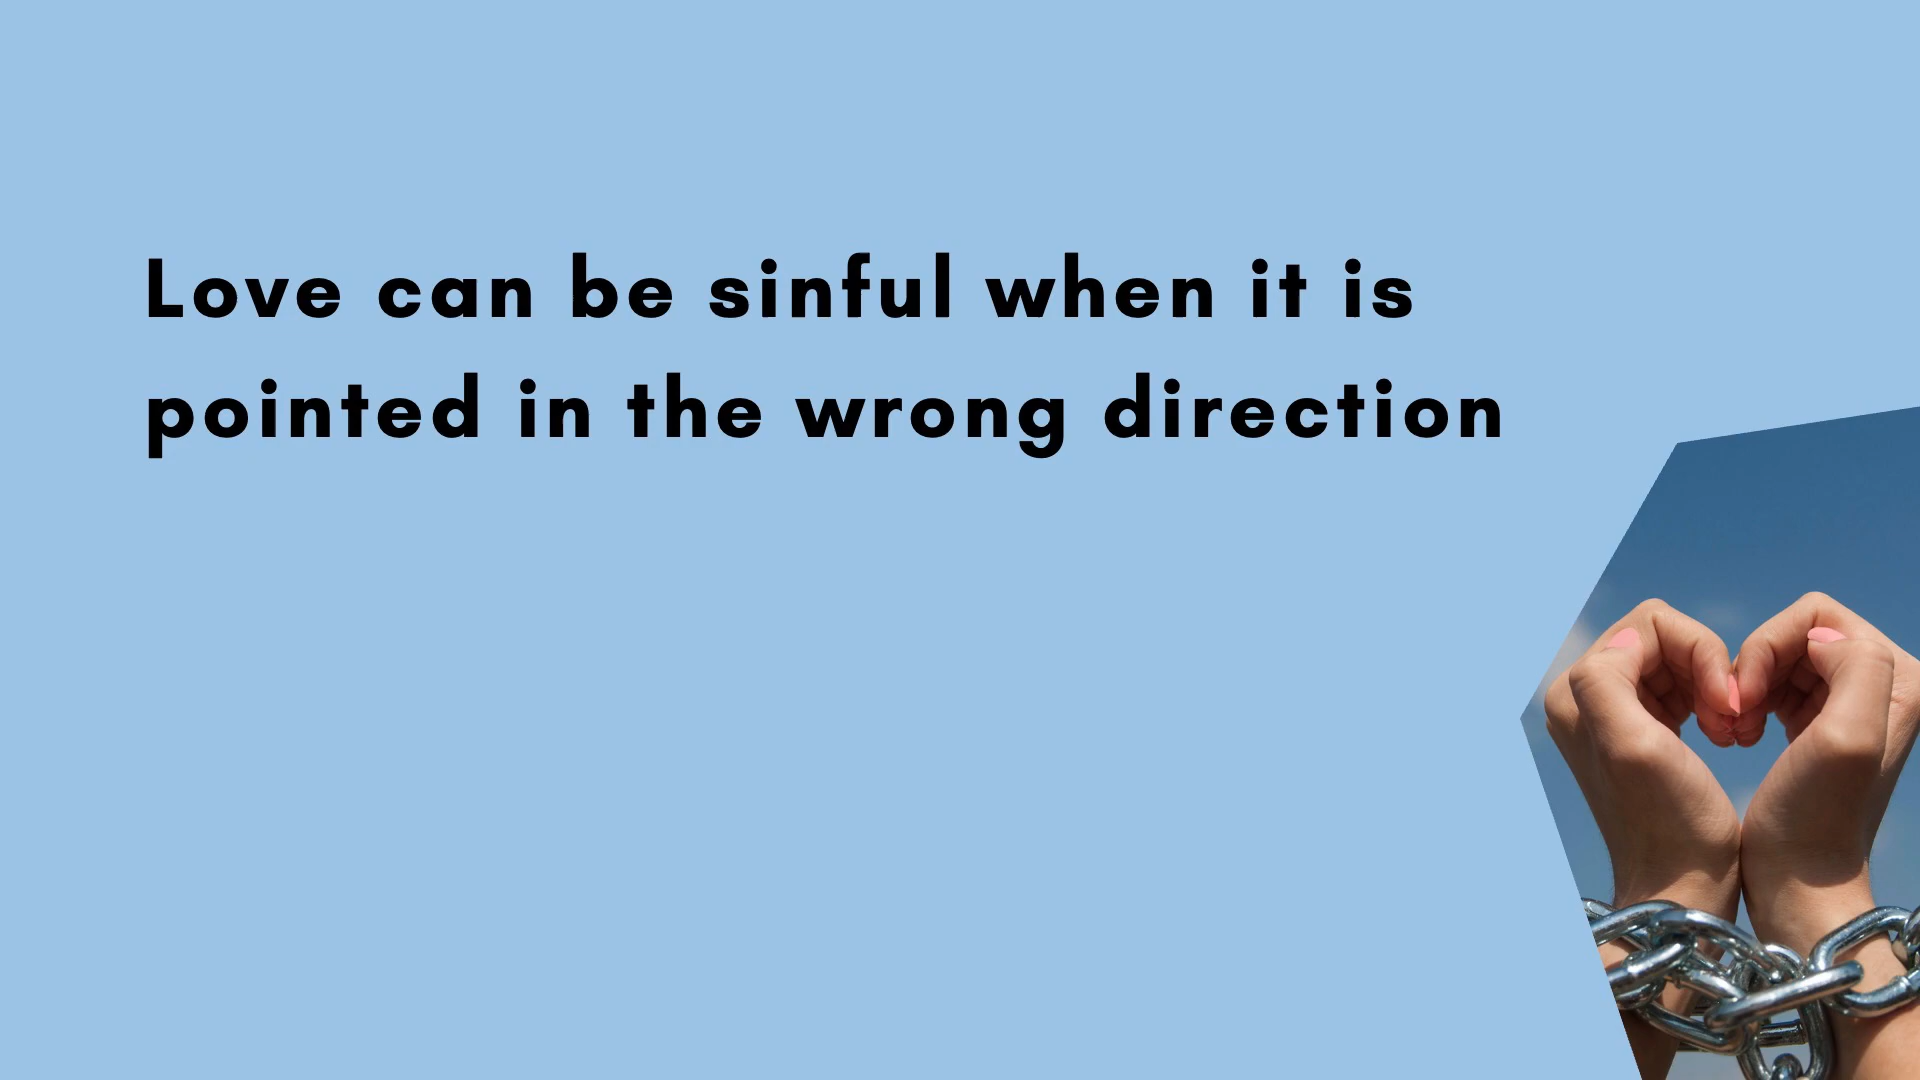 Love can be sinful when it is
pointed in the wrong direction